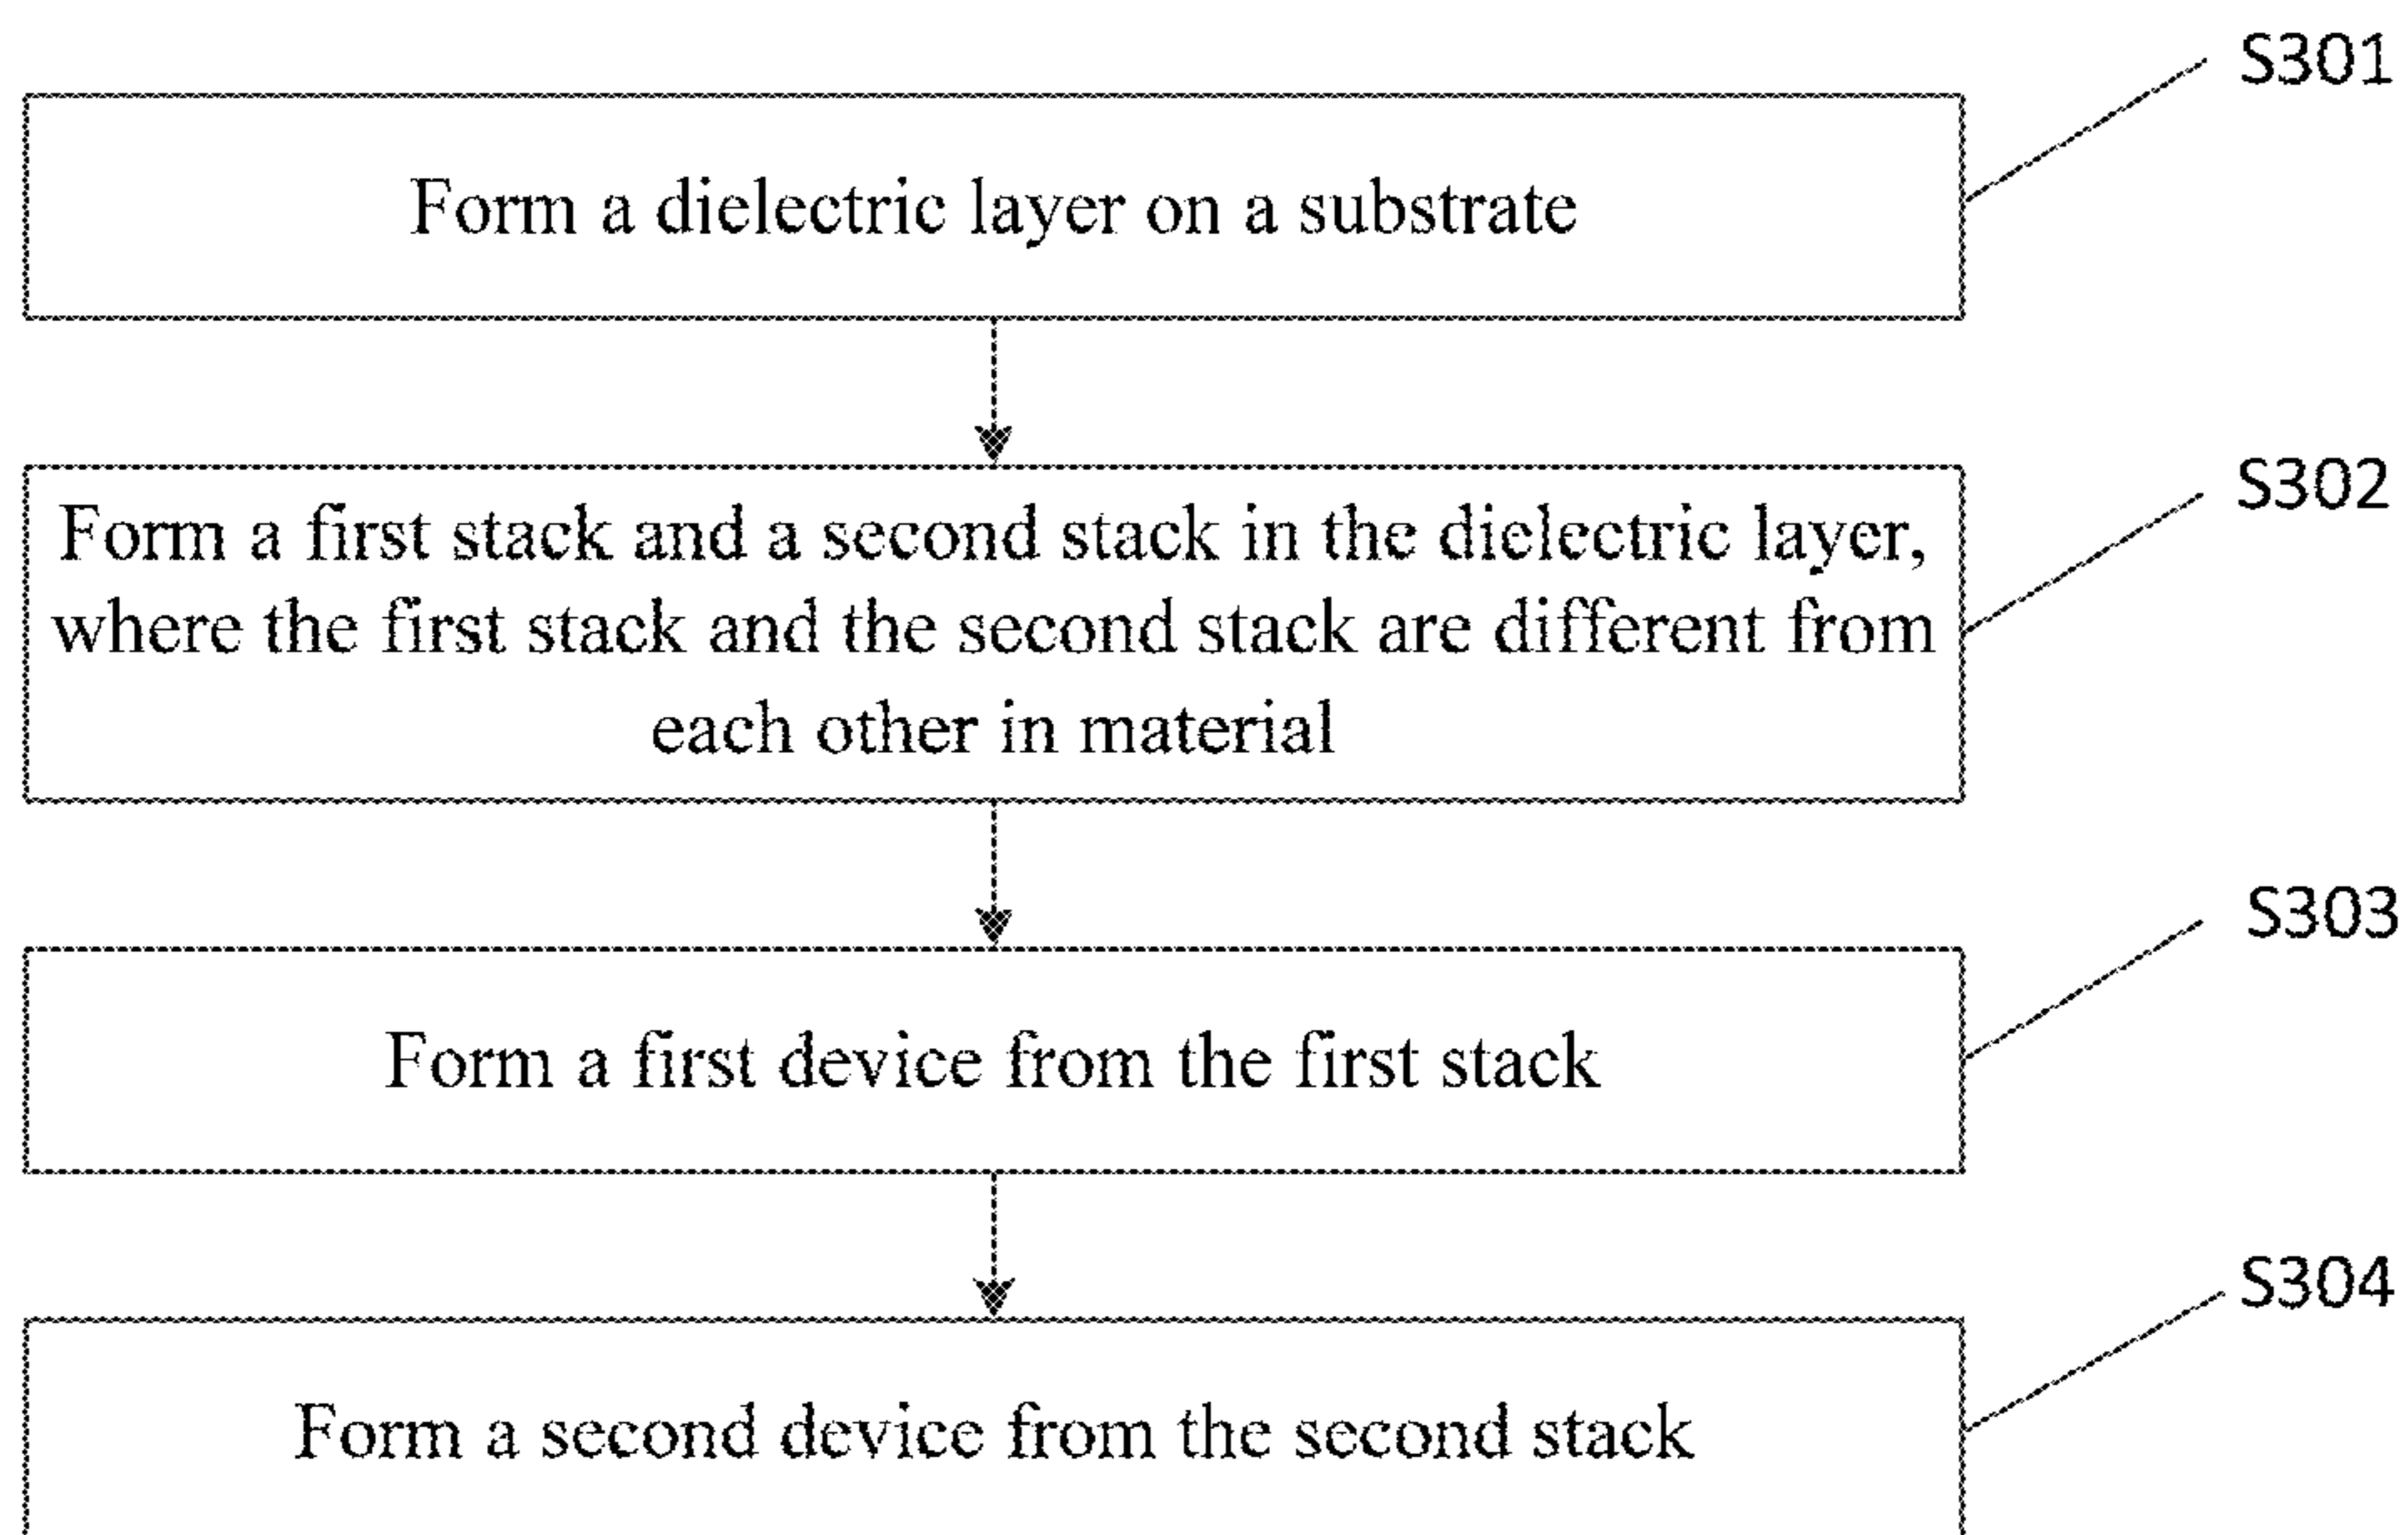 S301
Form a dielectric layer on a substrate
S302
Form a first stack and a second stack in the dielectric layer,
where the first stack and the second stack are different from
each other in material
S303
Form a first device from the first stack
S304
Form a second device from the second stack